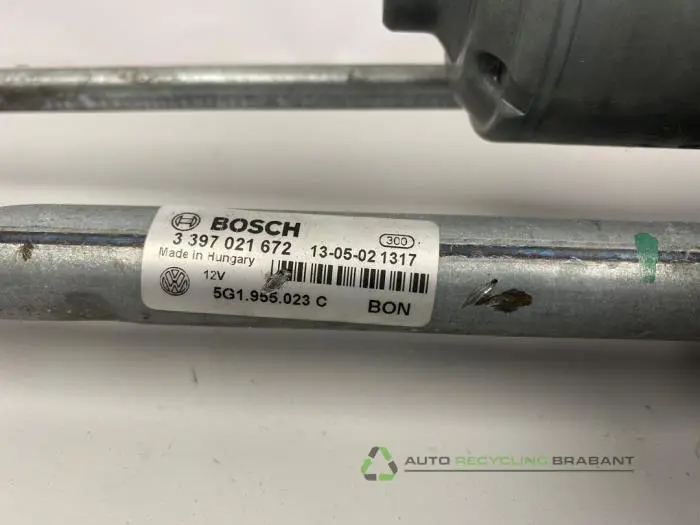 BOSCH
300
3 397 021 672 13-05-02 1317
Made in Hungary
12V
5G1.955.023 C BON
AUTO RECYCLING BRABANT